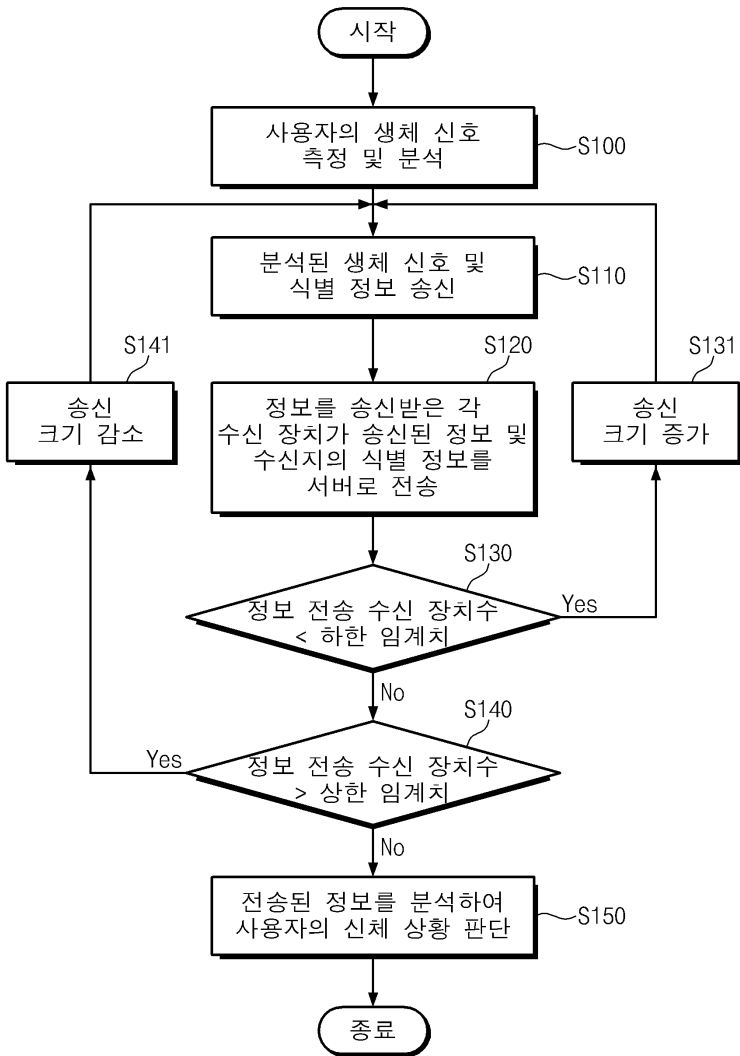 시작
사용자의 생체 신호
측정 및 분석
S100
분석된 생체 신호 및
식별 정보 송신
S110
S141
송신
크기 감소
S120
정보를 송신받은 각
수신 장치가 송신된 정보 및
수신지의 식별 정보를
서버로 전송
S131
송신
크기 증가
S130
정보 전송 수신 장치수
< 하한 임계치
Yes
No
S140
정보 전송 수신 장치수
> 상한 임계치
Yes
No
전송된 정보를 분석하여
사용자의 신체 상황 판단
S150
종료